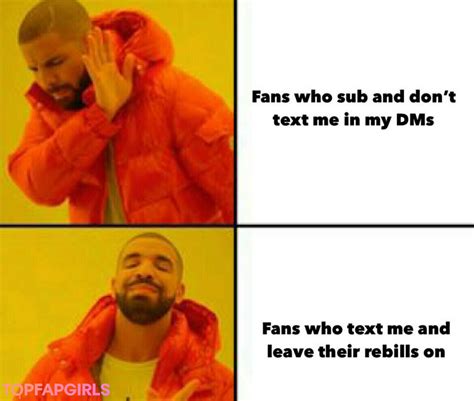 Fans who sub and don’t
text me in my DMs
Fans who text me and
leave their rebills on
TOPFAPGIRLS